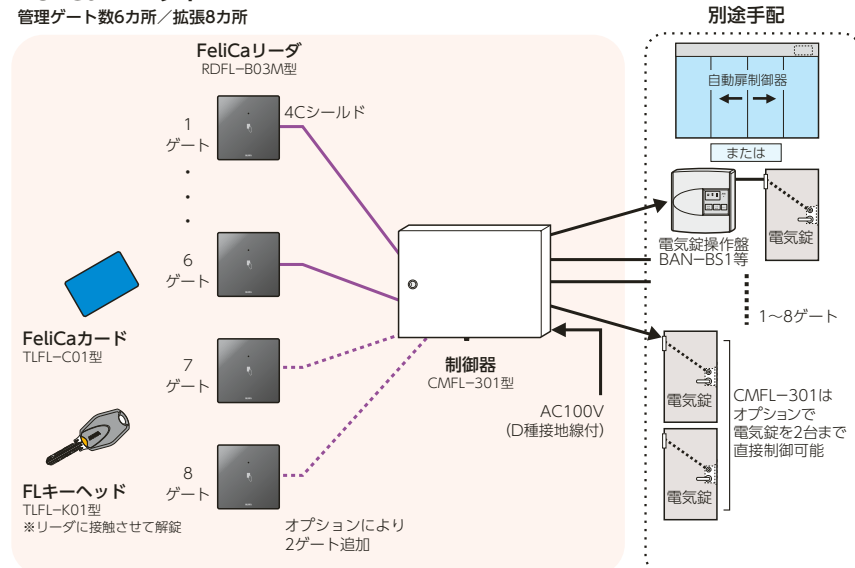 管理ゲート数6カ所／拡張8カ所
別途手配
FeliCaリーダ
RDFL−B03M型
4Cシールド
1
ゲート
・
・
・
6
ゲート
7
ゲート
8
ゲート
オプションにより
2ゲート追加
FeliCaカード
TLFL−C01型
FLキーヘッド
TLFL−K01型
※リーダに接触させて解錠
制御器
CMFL−301型
AC100V
(D種接地線付)
自動扉制御器
または
電気錠操作盤
BAN−BS1等
電気錠
1〜8ゲート
電気錠
電気錠
CMFL−301は
オプションで
電気錠を2台まで
直接制御可能